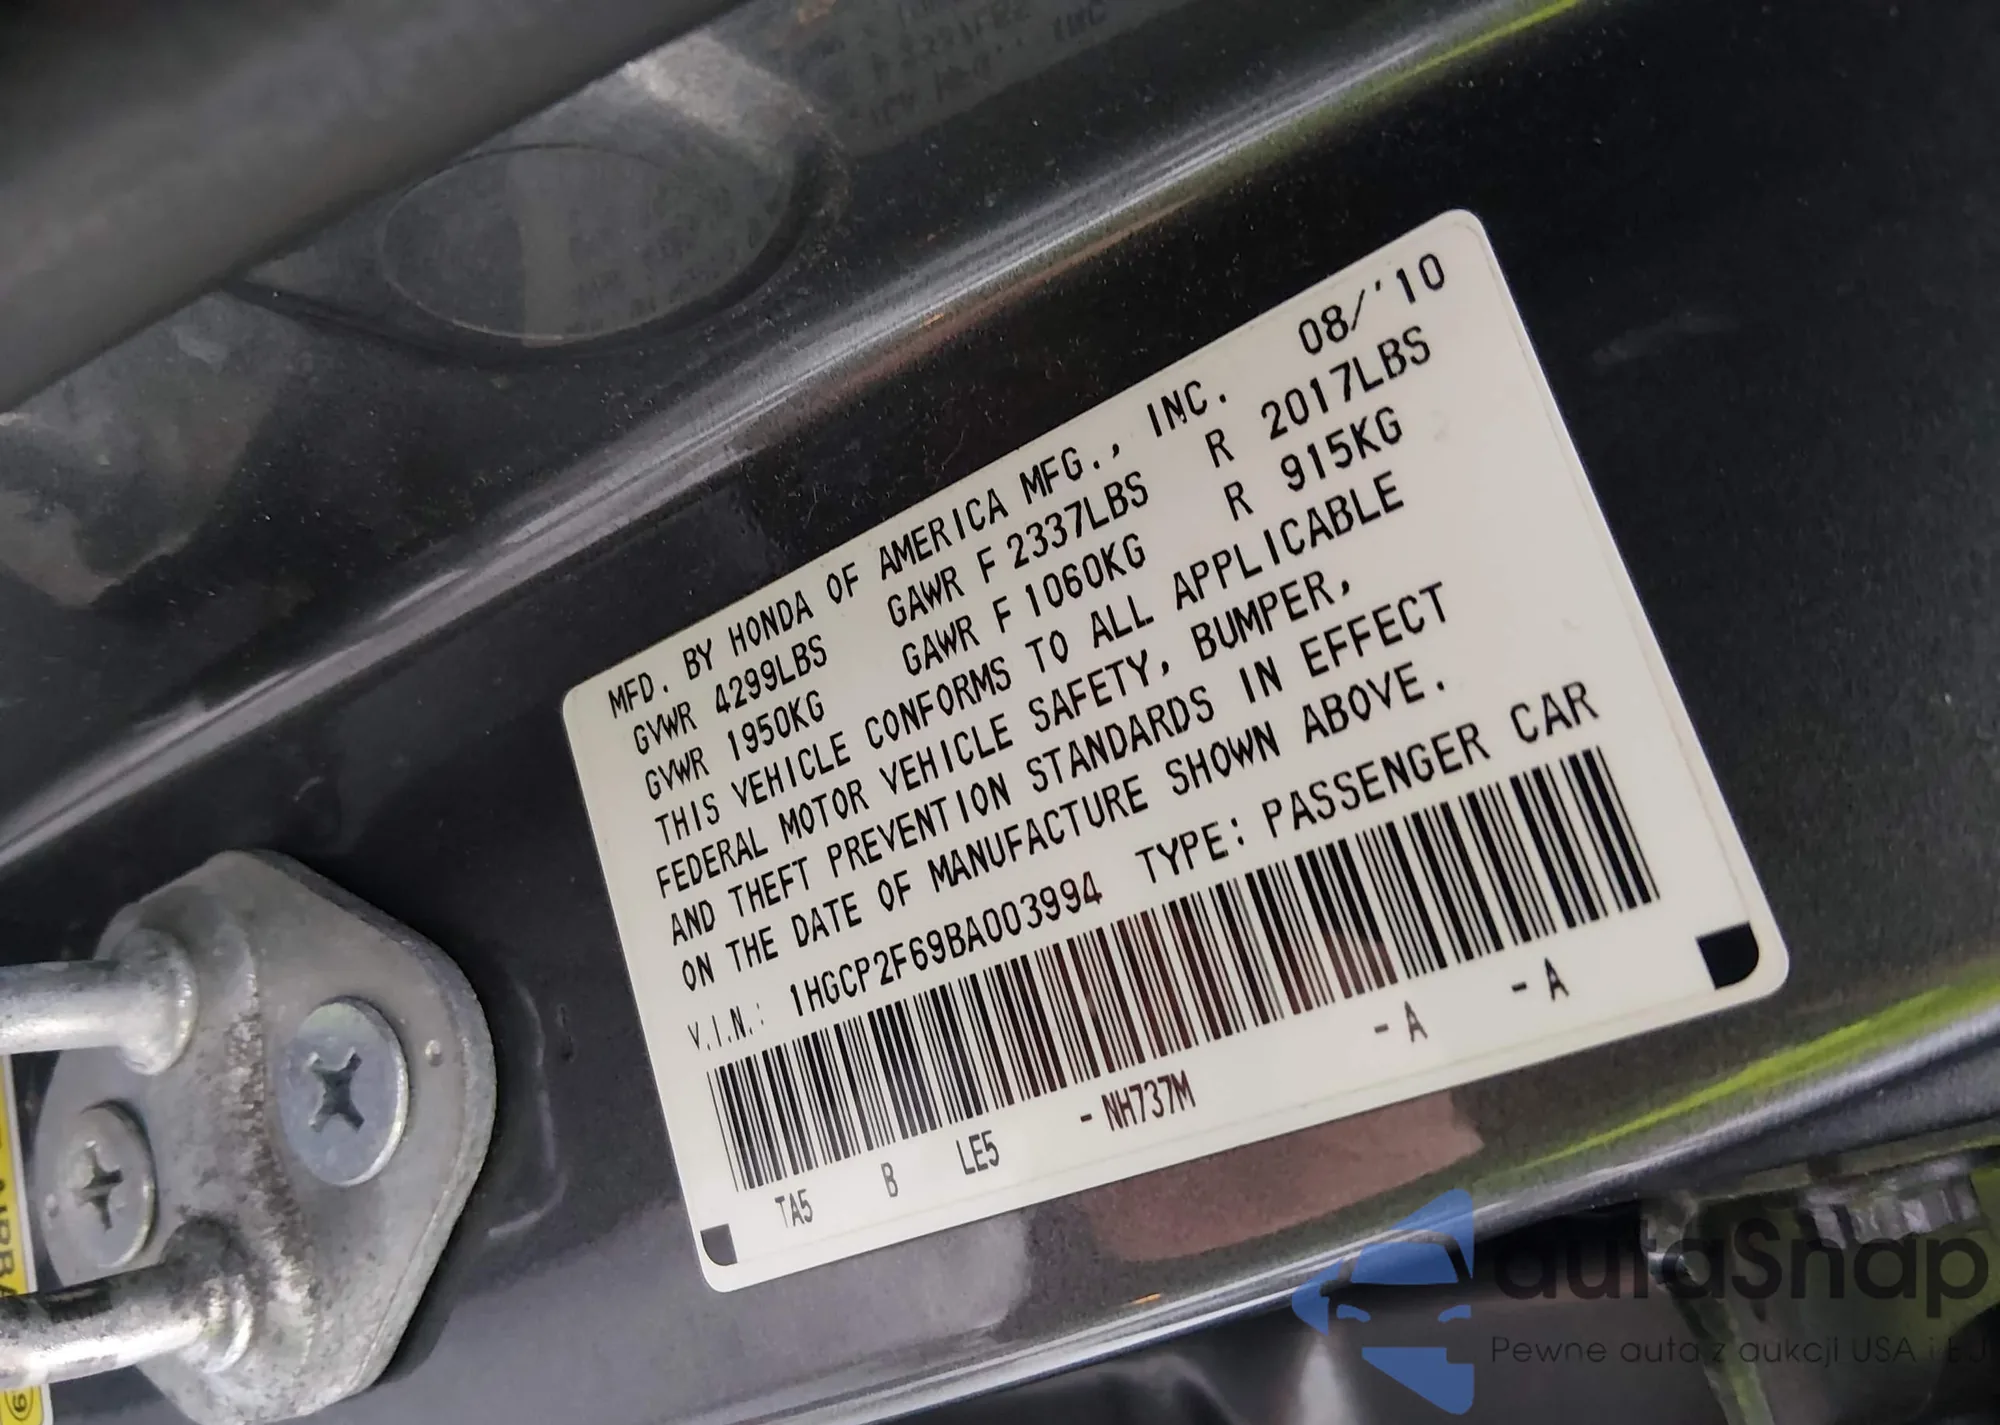 MFD. BY HONDA OF AMERICA MFG., INC. 08/'10
GVWR 4299LBS GAWR F 2337LBS R 2017LBS
GVWR 1950KG GAWR F 1060KG R 915KG
THIS VEHICLE CONFORMS TO ALL APPLICABLE
FEDERAL MOTOR VEHICLE SAFETY, BUMPER,
AND THEFT PREVENTION STANDARDS IN EFFECT
ON THE DATE OF MANUFACTURE SHOWN ABOVE.
V.I.N.: 1HGCP2F69BA003994 TYPE: PASSENGER CAR
TA5 B LE5 -NH737M -A -A
autaSnap
Pewne auta z aukcji USA i EU